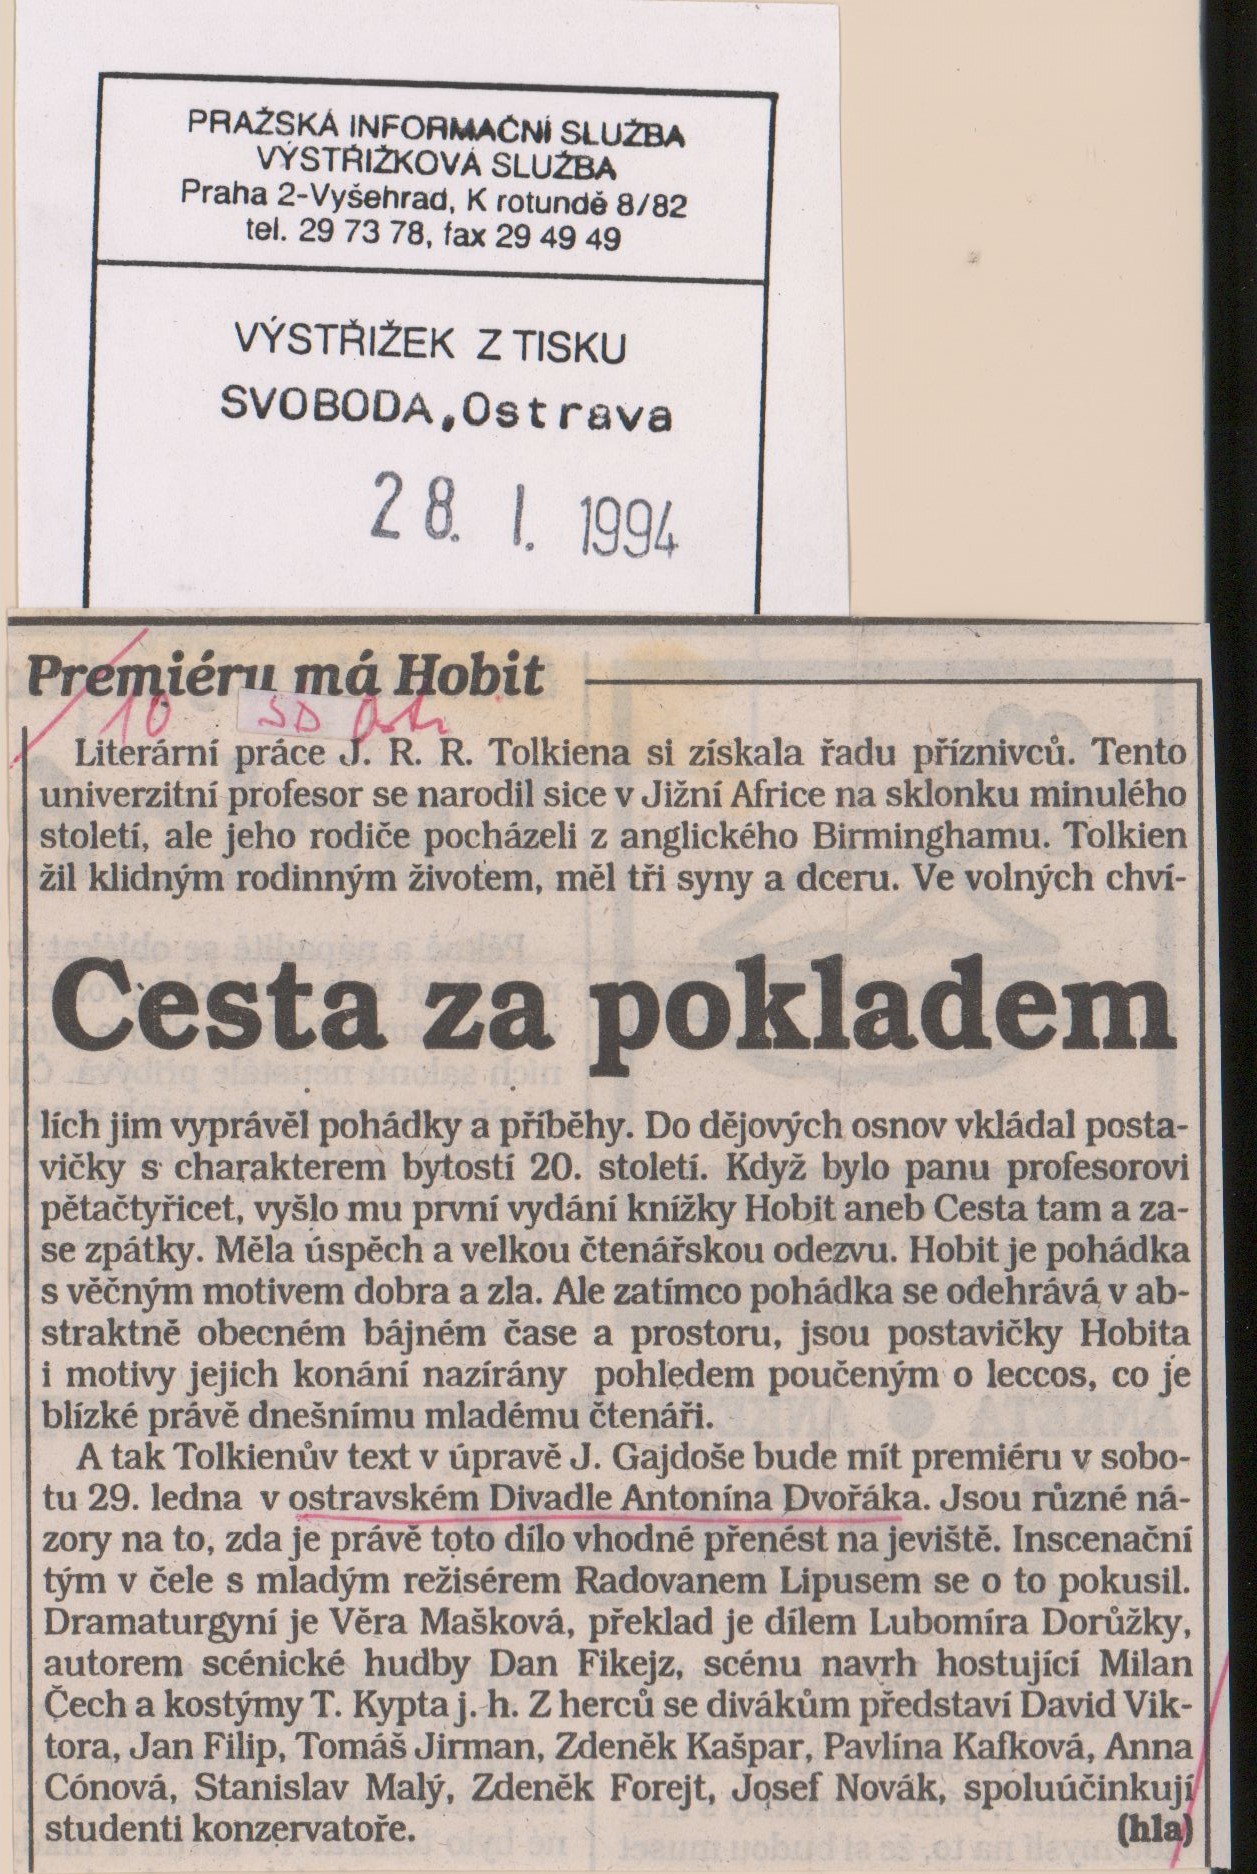 PRAŽSKÁ INFORMAČNÍ SLUŽBA
VÝSTŘIŽKOVÁ SLUŽBA
Praha 2-Vyšehrad, K rotundě 8/82
tel. 29 73 78, fax 29 49 49
VÝSTŘIŽEK Z TISKU
SVOBODA, Ostrava
28. 1. 1994
Premiéru má Hobit
10 SD Ostr
Literární práce J. R. R. Tolkiena si získala řadu příznivců. Tento
univerzitní profesor se narodil sice v Jižní Africe na sklonku minulého
století, ale jeho rodiče pocházeli z anglického Birminghamu. Tolkien
žil klidným rodinným životem, měl tři syny a dceru. Ve volných chví-
Cesta za pokladem
lích jim vyprávěl pohádky a příběhy. Do dějových osnov vkládal posta-
vičky s charakterem bytostí 20. století. Když bylo panu profesorovi
pětačtyřicet, vyšlo mu první vydání knížky Hobit aneb Cesta tam a za-
se zpátky. Měla úspěch a velkou čtenářskou odezvu. Hobit je pohádka
s věčným motivem dobra a zla. Ale zatímco pohádka se odehrává v ab-
straktně obecném bájném čase a prostoru, jsou postavičky Hobita
i motivy jejich konání nazírány pohledem poučeným o leccos, co je
blízké právě dnešnímu mladému čtenáři.
A tak Tolkienův text v úpravě J. Gajdoše bude mít premiéru v sobo-
tu 29. ledna v ostravském Divadle Antonína Dvořáka. Jsou různé ná-
zory na to, zda je právě toto dílo vhodné přenést na jeviště. Inscenační
tým v čele s mladým režisérem Radovanem Lipusem se o to pokusil.
Dramaturgyní je Věra Mašková, překlad je dílem Lubomíra Dorůžky,
autorem scénické hudby Dan Fikejz, scénu navrh hostující Milan
Čech a kostýmy T. Kypta j. h. Z herců se divákům představí David Vik-
tora, Jan Filip, Tomáš Jirman, Zdeněk Kašpar, Pavlína Kafková, Anna
Cónová, Stanislav Malý, Zdeněk Forejt, Josef Novák, spoluúčinkují
studenti konzervatoře. (hla)